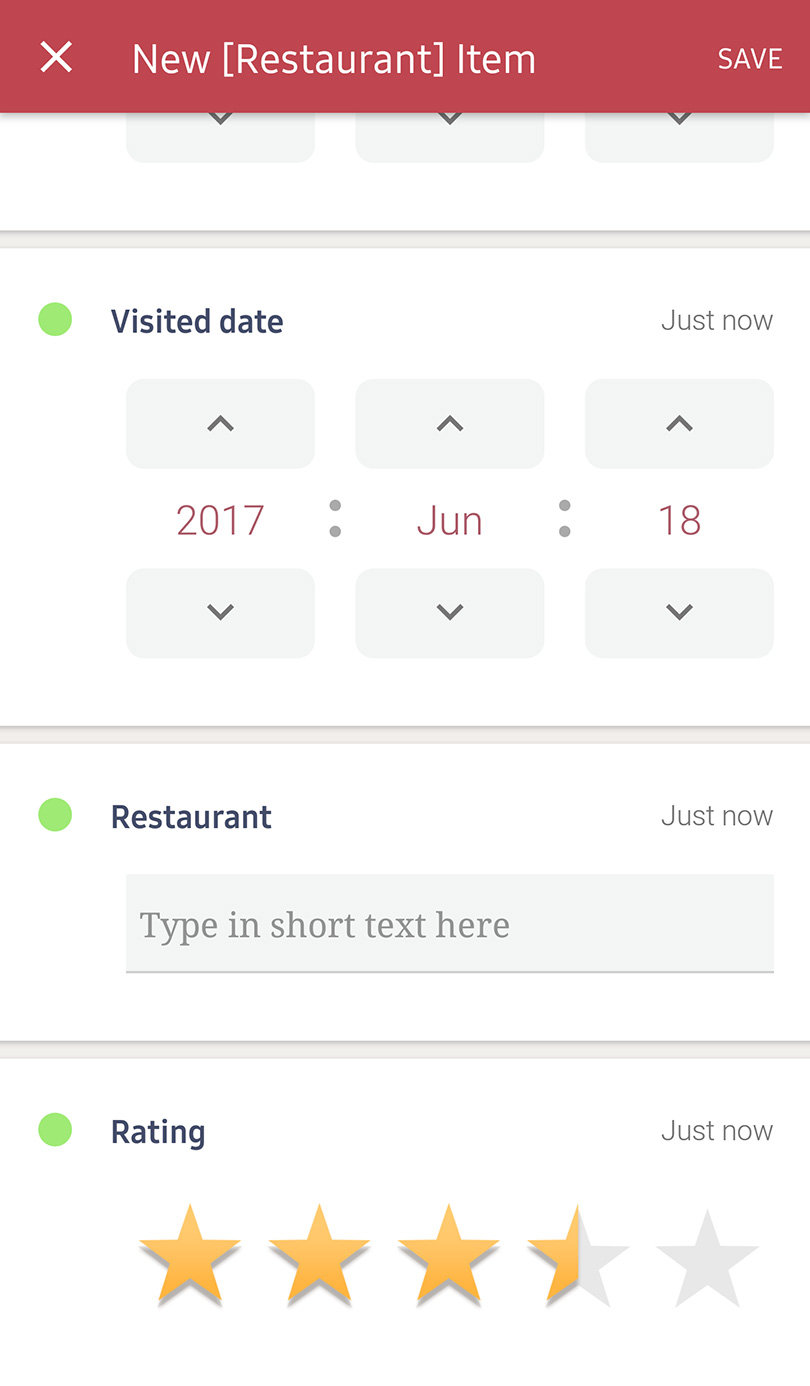 New [Restaurant] Item SAVE
Visited date Just now
2017 : Jun : 18
Restaurant Just now
Type in short text here
Rating Just now